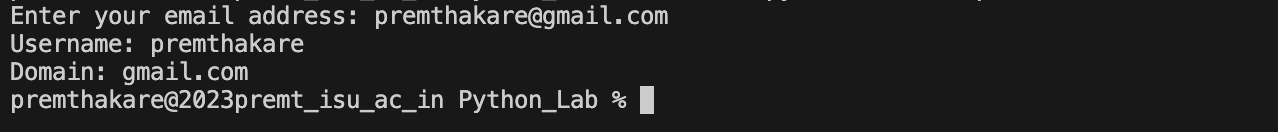 Enter your email address: premthakare@gmail.com
Username: premthakare
Domain: gmail.com
premthakare@2023premt_isu_ac_in Python_Lab %